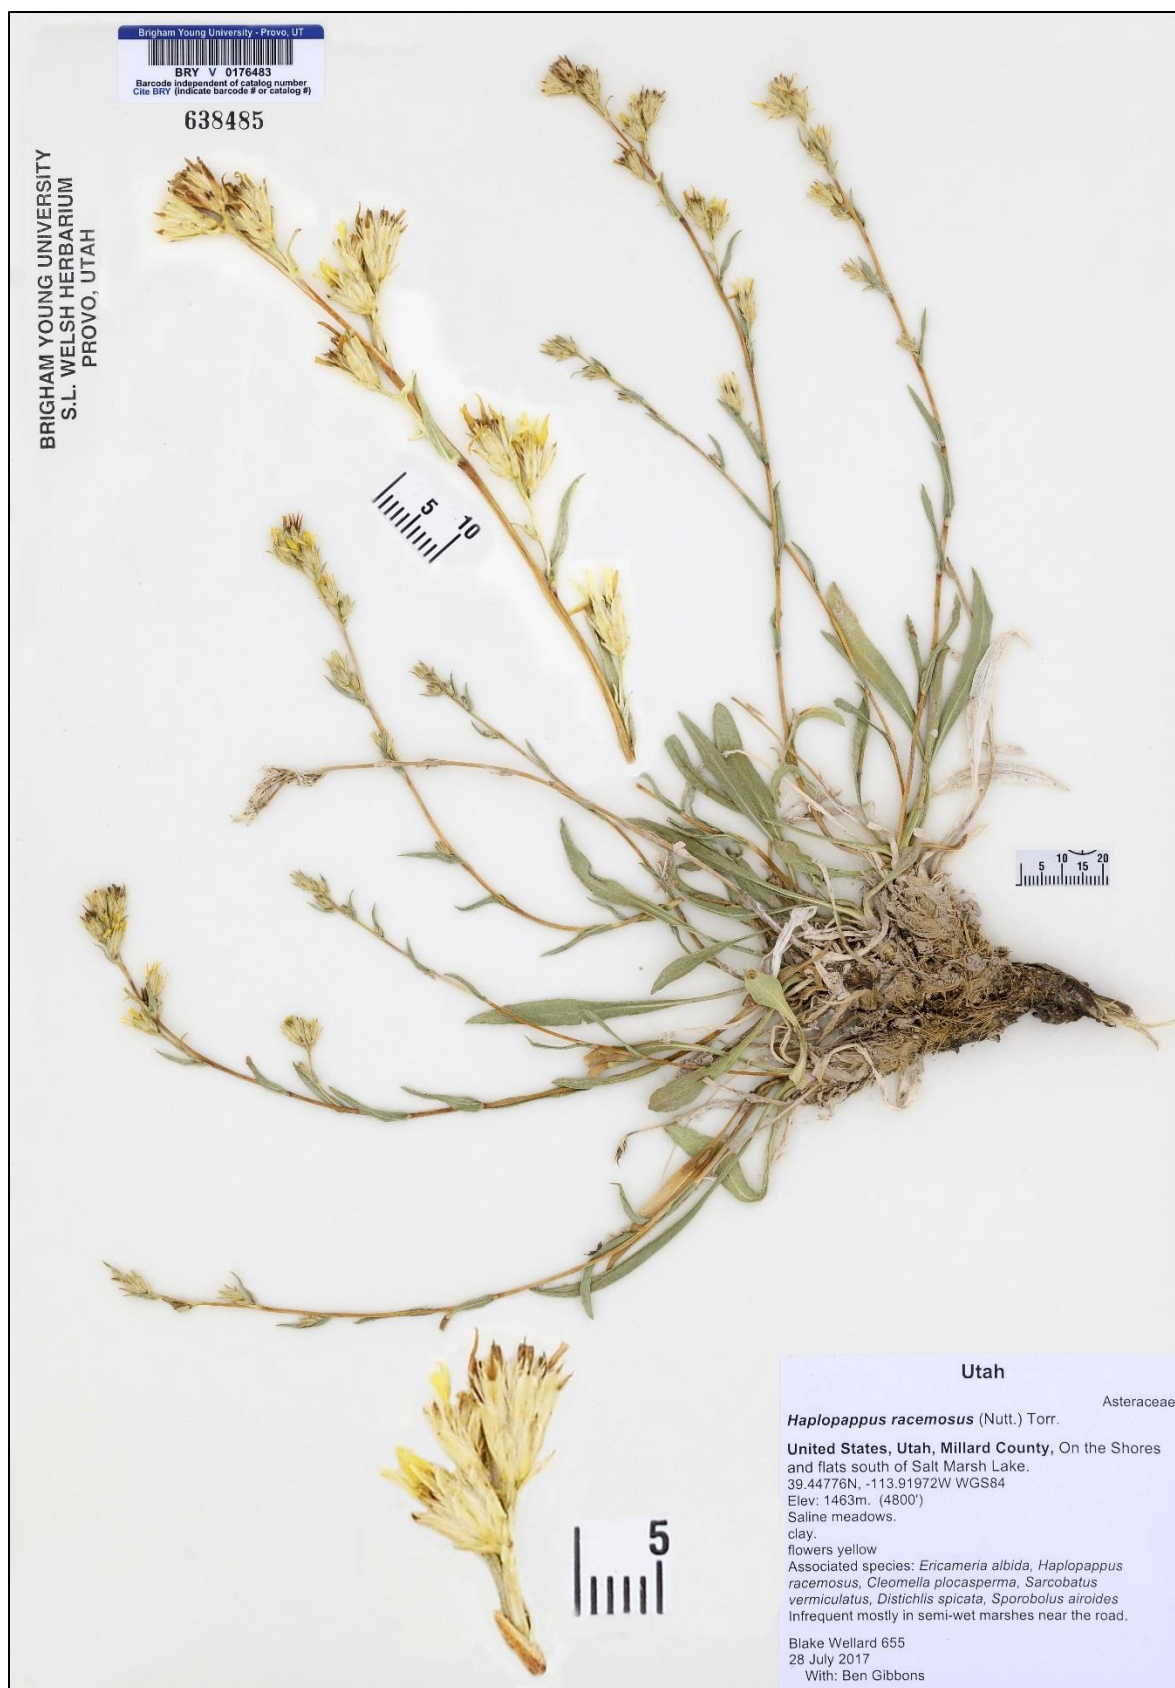 Brigham Young University - Provo, UT
BRY V 0176483
Barcode independent of catalog number
Cite BRY (indicate barcode # or catalog #)
638485
BRIGHAM YOUNG UNIVERSITY
S.L. WELSH HERBARIUM
PROVO, UTAH
5 10
5 10 15 20
5
Utah
Asteraceae
Haplopappus racemosus (Nutt.) Torr.
United States, Utah, Millard County, On the Shores
and flats south of Salt Marsh Lake.
39.44776N, -113.91972W WGS84
Elev: 1463m. (4800')
Saline meadows.
clay.
flowers yellow
Associated species: Ericameria albida, Haplopappus
racemosus, Cleomella plocasperma, Sarcobatus
vermiculatus, Distichlis spicata, Sporobolus airoides
Infrequent mostly in semi-wet marshes near the road.
Blake Wellard 655
28 July 2017
With: Ben Gibbons